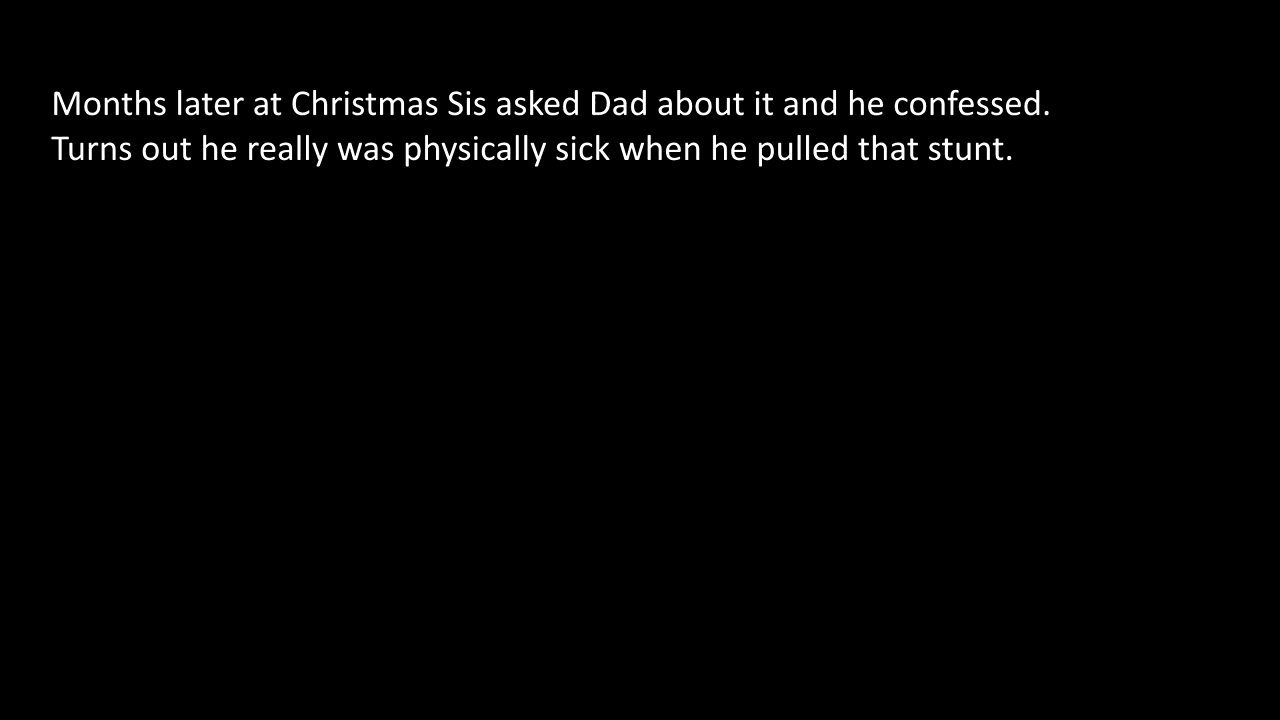 Months later at Christmas Sis asked Dad about it and he confessed.
Turns out he really was physically sick when he pulled that stunt.